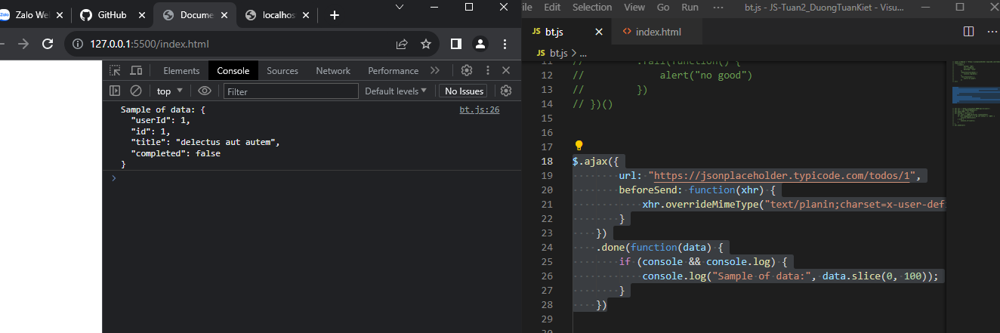 Zalo Wel
GitHub
Docume
localhos
127.0.0.1:5500/index.html
Elements
Console
Sources
Network
Performance
top
Filter
Default levels
No Issues
Sample of data: {
"userId": 1,
"id": 1,
"title": "delectus aut autem",
"completed": false
}
bt.js:26
>
ile Edit Selection View Go Run ··· bt.js - JS-Tuan2_DuongTuanKiet - Visu...
JS bt.js
<> index.html
JS bt.js > ...
11 // .fail(function() {
12 // alert("no good")
13 // })
14 // })()
15
16
17
18 $.ajax({
19 url: "https://jsonplaceholder.typicode.com/todos/1",
20 beforeSend: function(xhr) {
21 xhr.overrideMimeType("text/planin;charset=x-user-def
22 }
23 })
24 .done(function(data) {
25 if (console && console.log) {
26 console.log("Sample of data:", data.slice(0, 100));
27 }
28 })
29